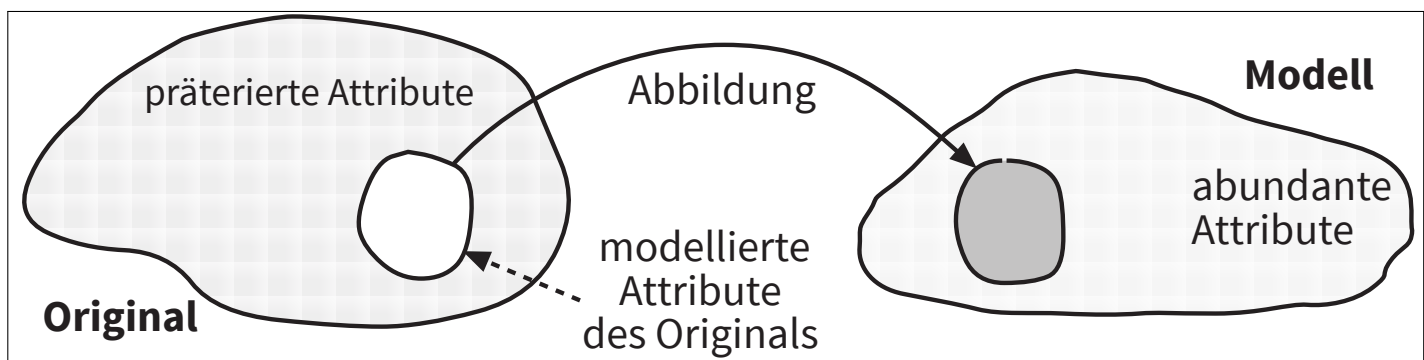 präterierte Attribute
Abbildung
Modell
abundante
Attribute
modellierte
Attribute
des Originals
Original